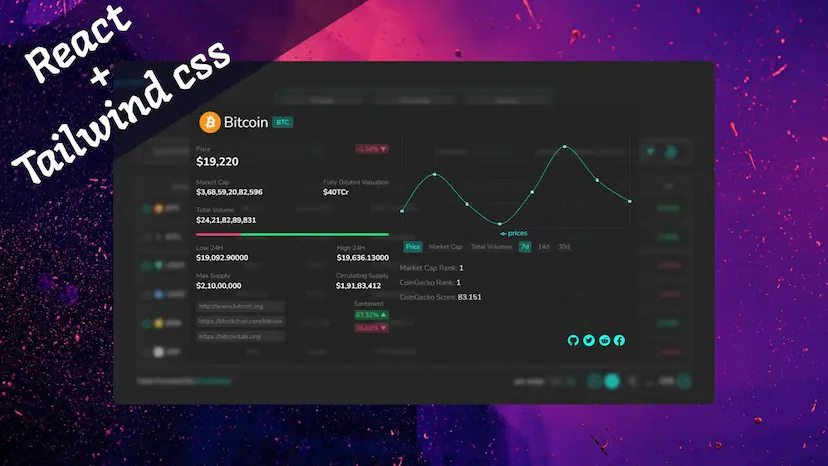 React
+
Tailwind css
Bitcoin BTC
Price
$19,220
Market Cap
$3,68,59,20,82,596
Fully Diluted Valuation
$40TCr
Total Volume
$24,21,82,89,831
Low 24H
$19,092.90000
High 24H
$19,636.13000
Max Supply
$2,10,00,000
Circulating Supply
$1,91,83,412
http://www.bitcoin.org
https://blockchair.com/bitcoin
https://bitcointalk.org/
Sentiment
63.32% ▲
36.68% ▼
prices
Price Market Cap Total Volumes 7d 14d 30d
Market Cap Rank: 1
CoinGecko Rank: 1
CoinGecko Score: 83.151